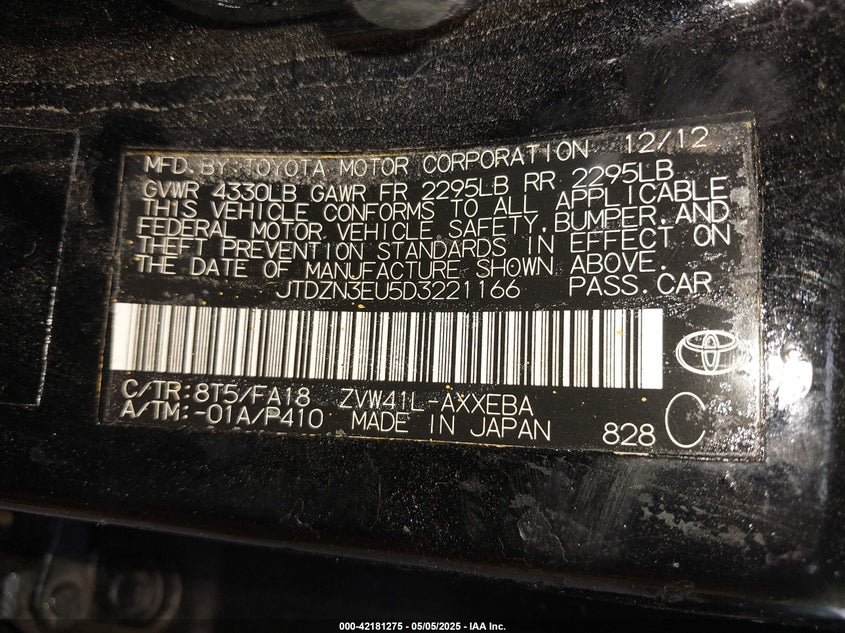 MFD.BY TOYOTA MOTOR CORPORATION 12/12
GVWR 4330LB GAWR FR 2295LB RR 2295LB
THIS VEHICLE CONFORMS TO ALL APPLICABLE
FEDERAL MOTOR VEHICLE SAFETY,BUMPER,AND
THEFT PREVENTION STANDARDS IN EFFECT ON
THE DATE OF MANUFACTURE SHOWN ABOVE.
JTDZN3EU5D3221166 PASS.CAR
C/TR:8T5/FA18 ZVW41L-AXXEBA
A/TM:-01A/P410 MADE IN JAPAN 828 C
000-42181275 - 05/05/2025 - IAA Inc.